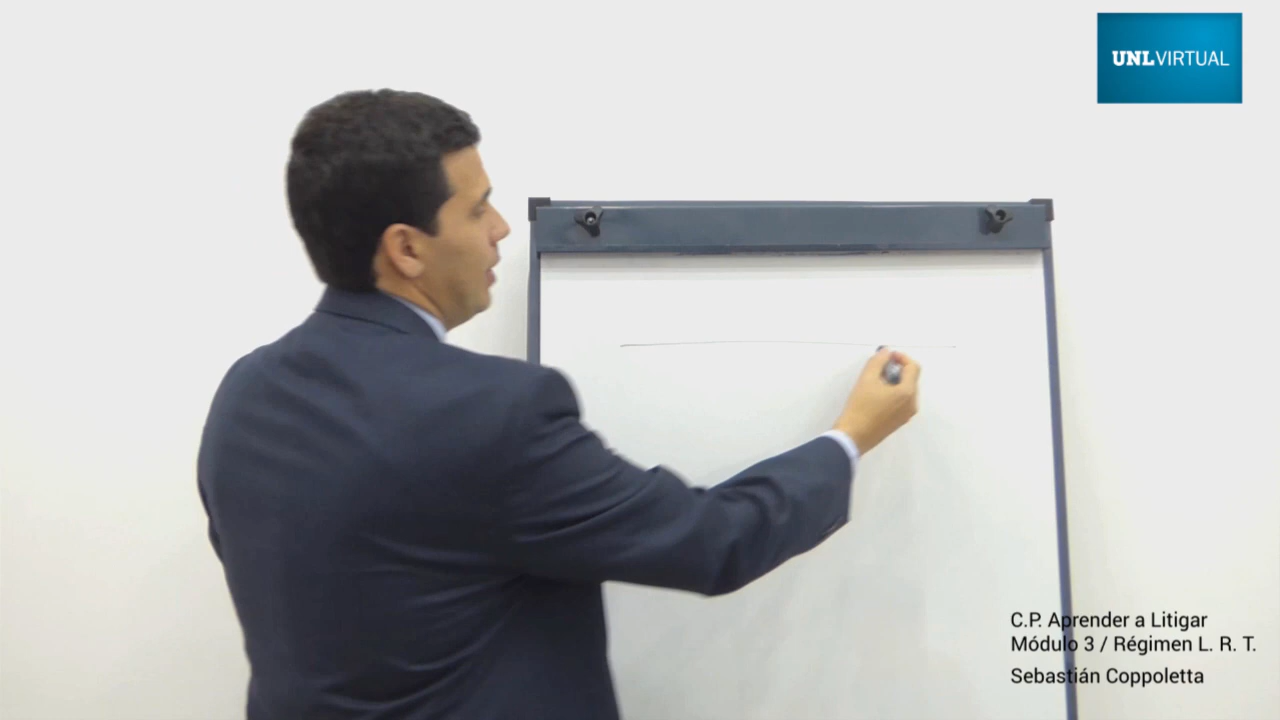 UNLVIRTUAL
C.P. Aprender a Litigar
Módulo 3 / Régimen L. R. T.
Sebastián Coppoletta